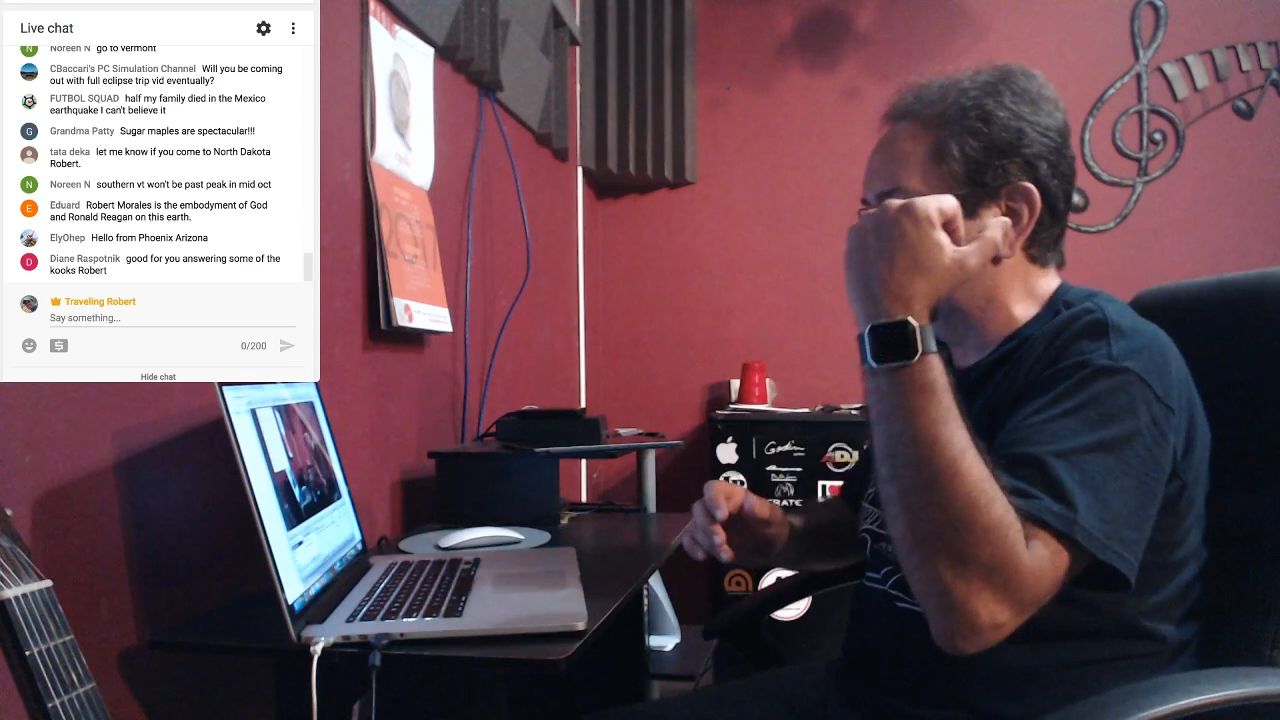 Live chat
Noreen N go to vermont
CBaccari's PC Simulation Channel Will you be coming
out with full eclipse trip vid eventually?
FUTBOL SQUAD half my family died in the Mexico
earthquake I can't believe it
G Grandma Patty Sugar maples are spectacular!!!
tata deka let me know if you come to North Dakota
Robert.
N Noreen N southern vt won't be past peak in mid oct
E Eduard Robert Morales is the embodyment of God
and Ronald Reagan on this earth.
ElyOhep Hello from Phoenix Arizona
D Diane Raspotnik good for you answering some of the
kooks Robert
Traveling Robert
Say something...
0/200
Hide chat
2017
Godin
ADJ
CRATE